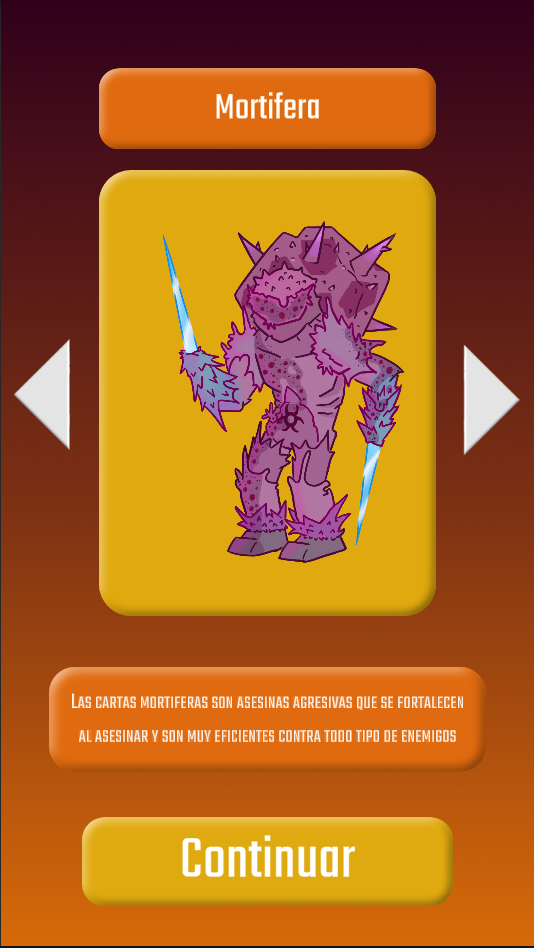 Mortifera
Las cartas mortiferas son asesinas agresivas que se fortalecen
al asesinar y son muy eficientes contra todo tipo de enemigos
Continuar